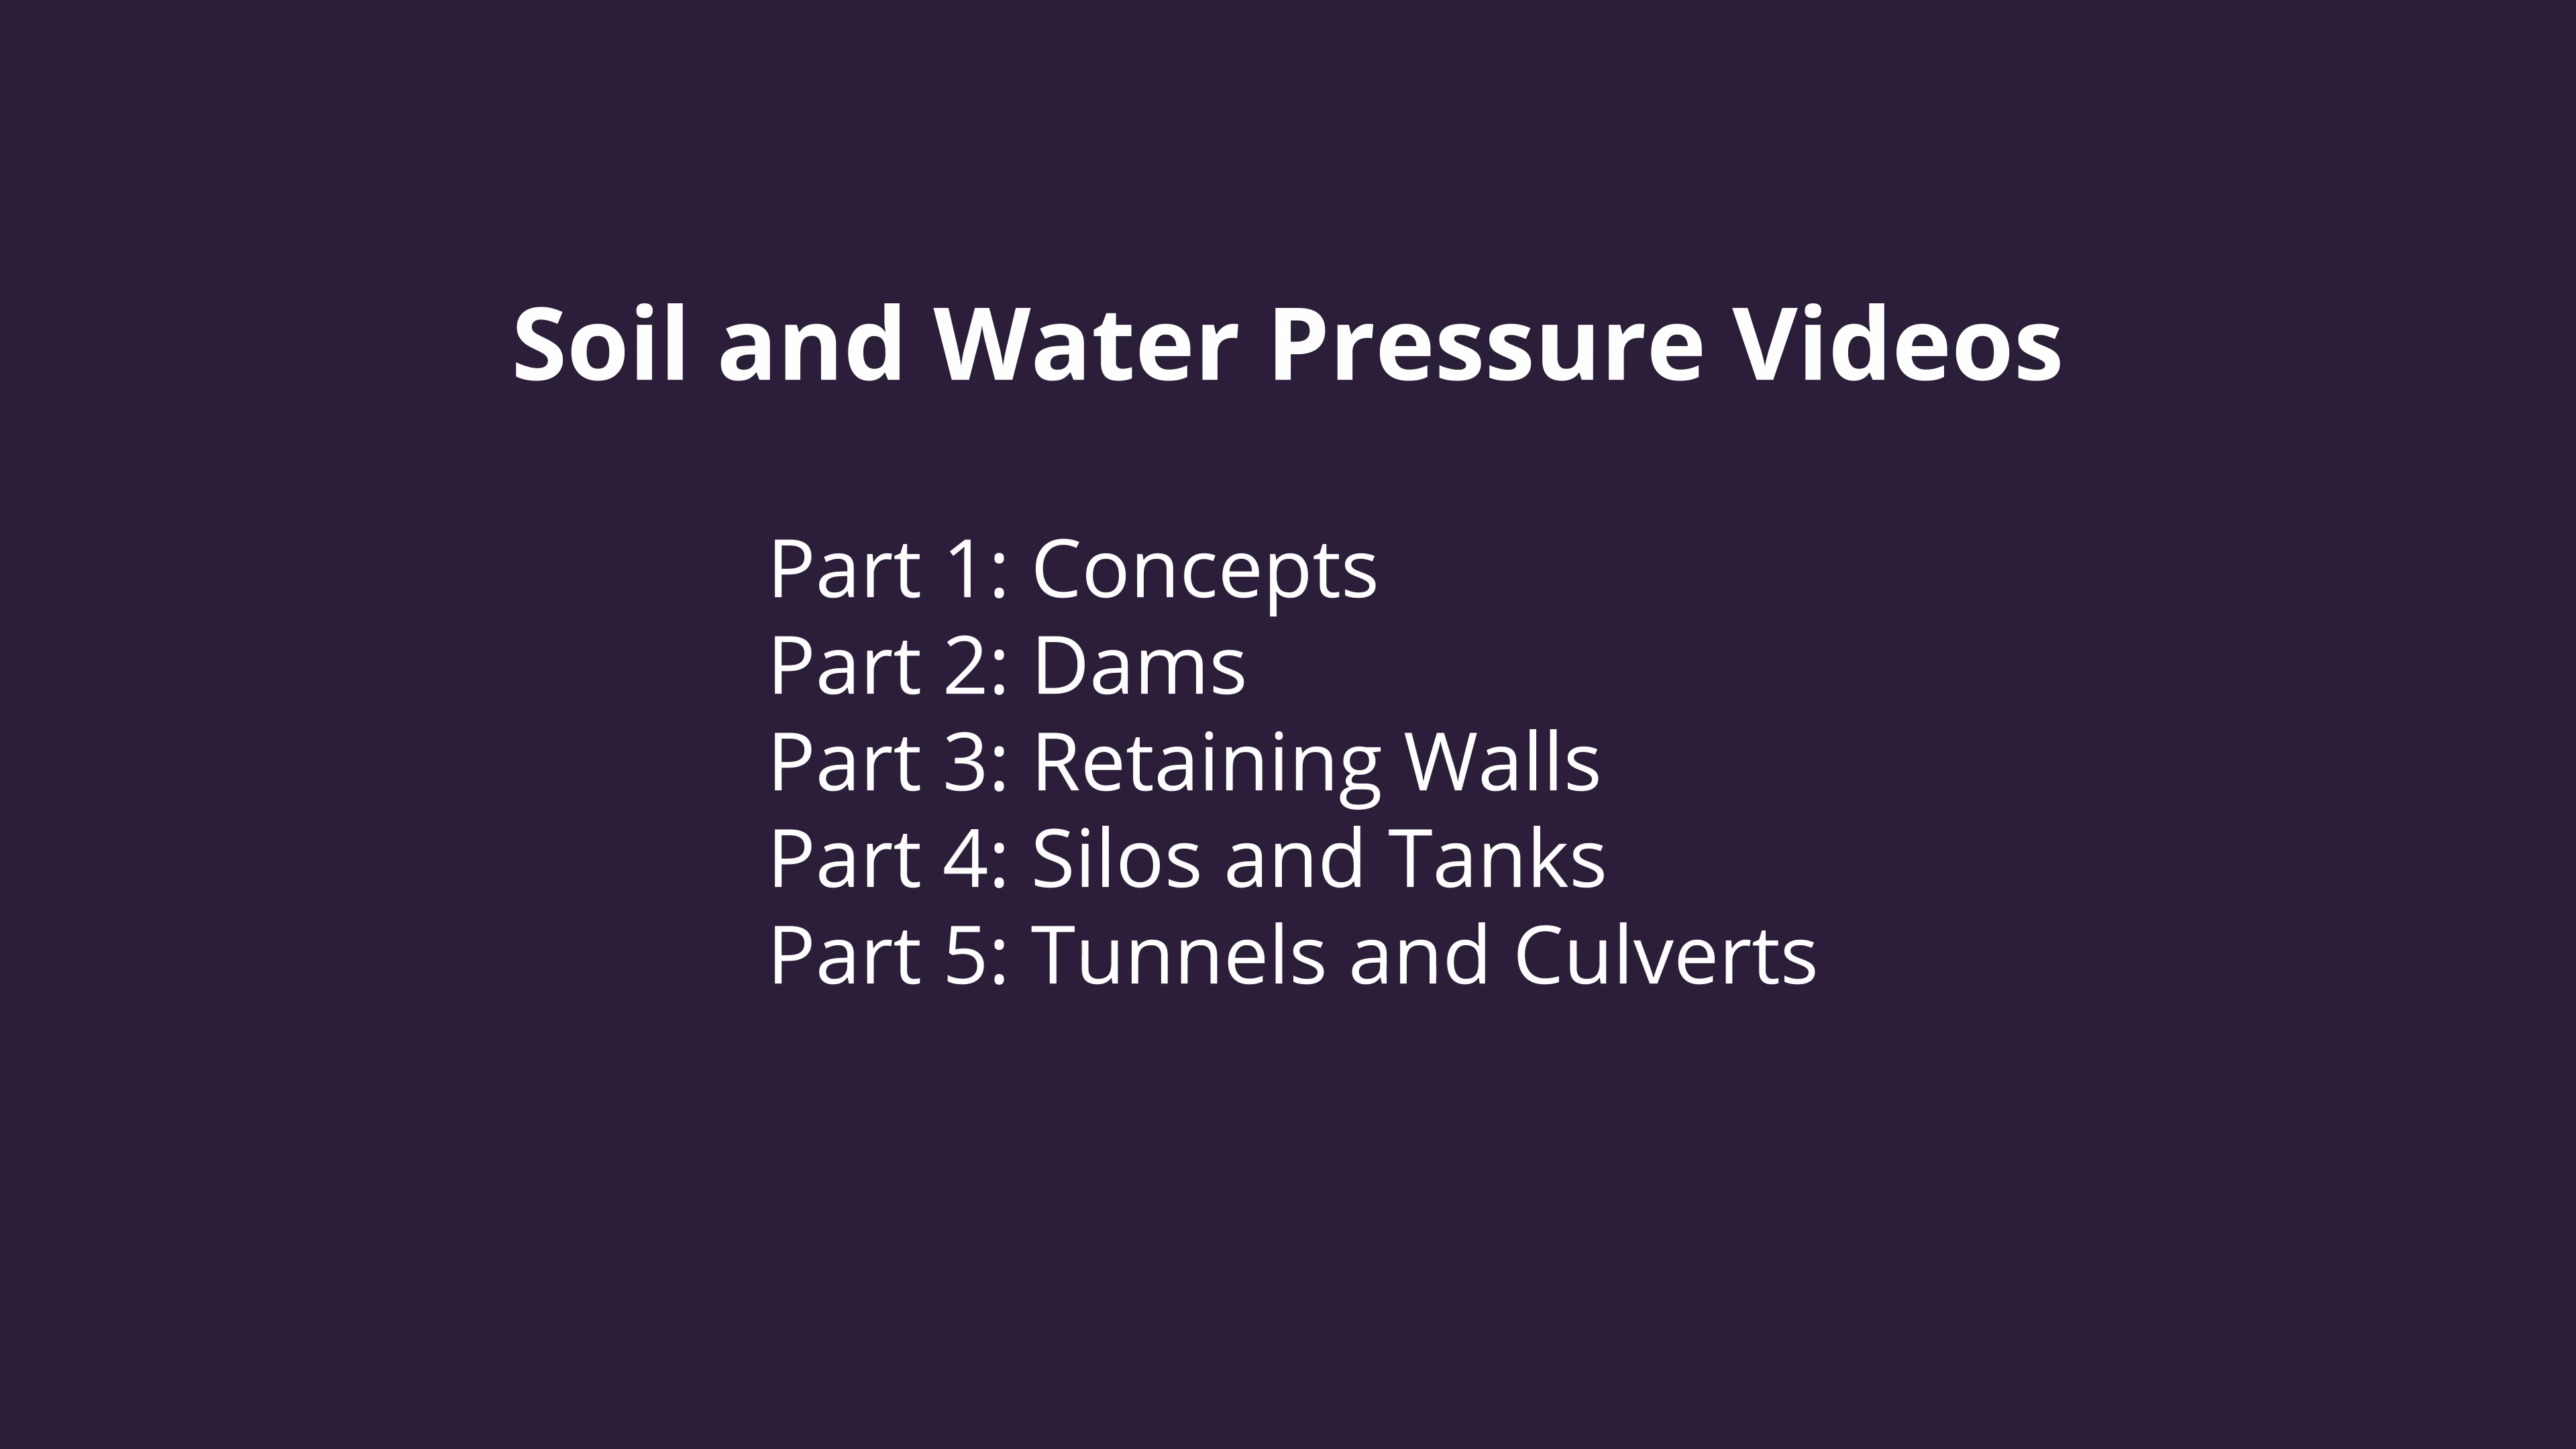 Soil and Water Pressure Videos
Part 1: Concepts
Part 2: Dams
Part 3: Retaining Walls
Part 4: Silos and Tanks
Part 5: Tunnels and Culverts